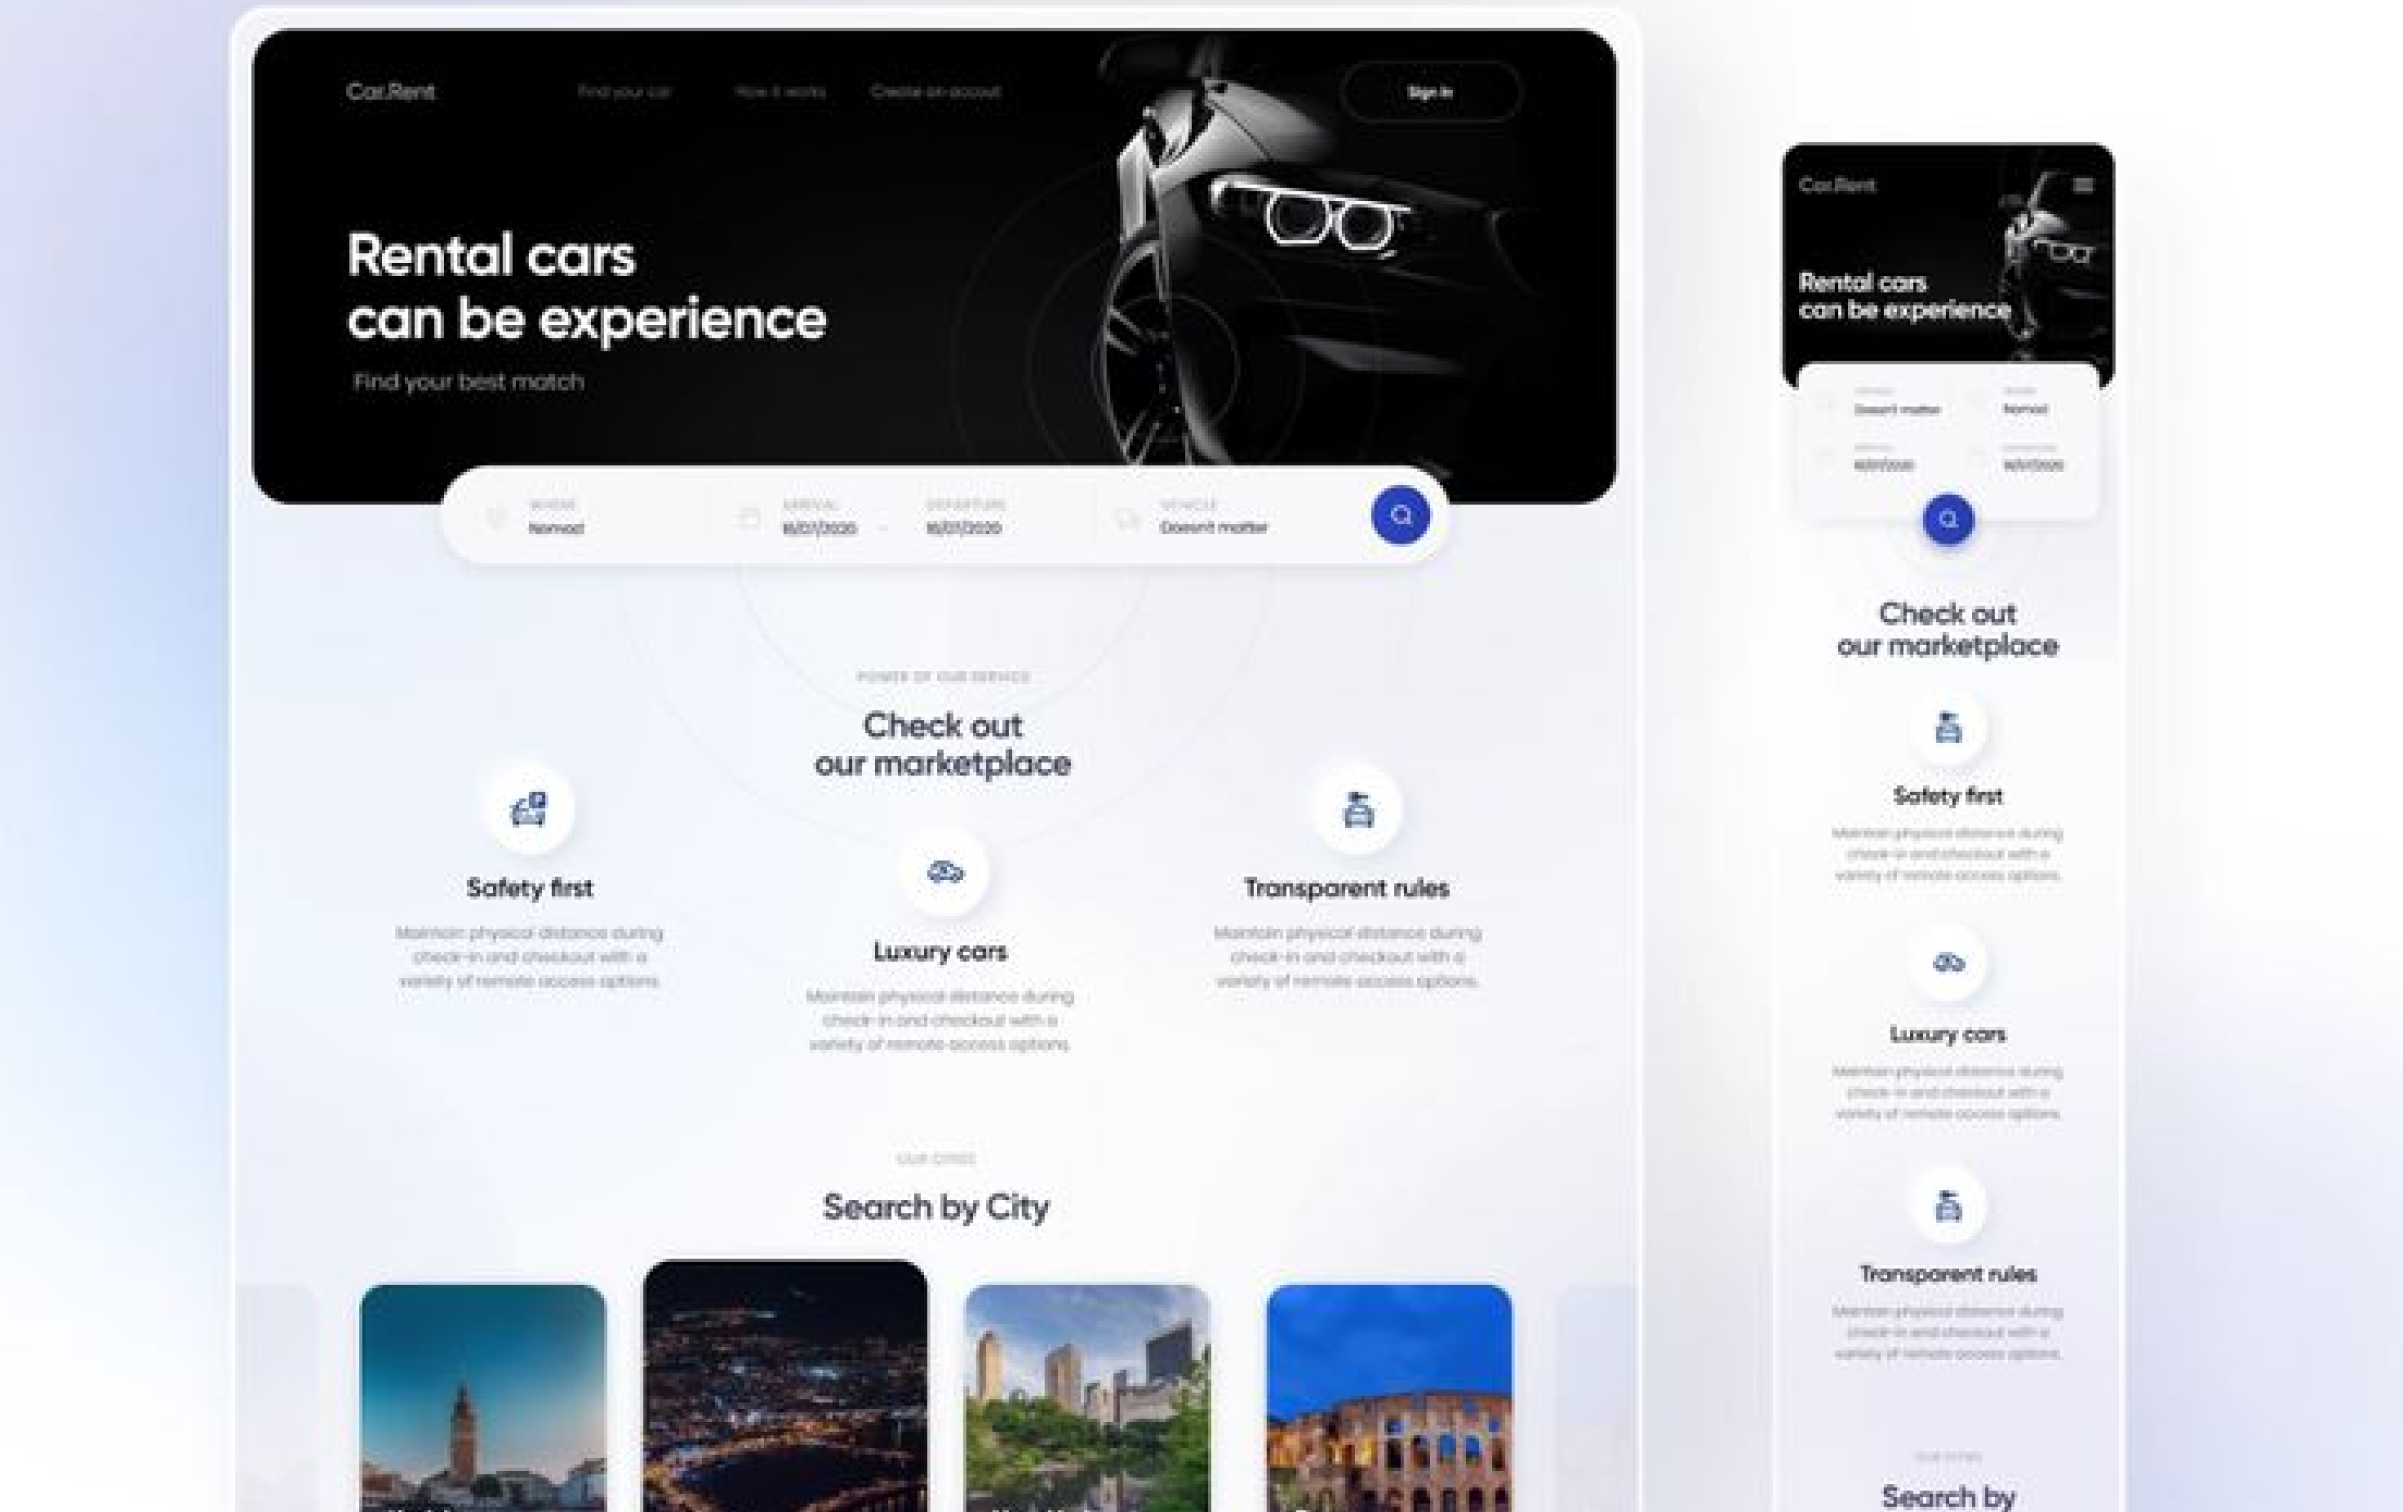 Car.Rent
Find your car
How it works
Create an accout
Sign in
Rental cars
can be experience
Find your best match
WHERE
Nomad
ARRIVAL
16/07/2020
-
DEPARTURE
16/07/2020
VEHICLE
Doesn't matter
POWER OF OUR SERVICE
Check out
our marketplace
Safety first
Maintain physical distance during
check-in and checkout with a
variety of remote access options.
Luxury cars
Maintain physical distance during
check-in and checkout with a
variety of remote access options.
Transparent rules
Maintain physical distance during
check-in and checkout with a
variety of remote access options.
OUR CITIES
Search by City
Car.Rent
Rental cars
can be experience
Doesn't matter
Nomad
16/07/2020
16/07/2020
Check out
our marketplace
Safety first
Maintain physical distance during
check-in and checkout with a
variety of remote access options.
Luxury cars
Maintain physical distance during
check-in and checkout with a
variety of remote access options.
Transparent rules
Maintain physical distance during
check-in and checkout with a
variety of remote access options.
OUR CITIES
Search by